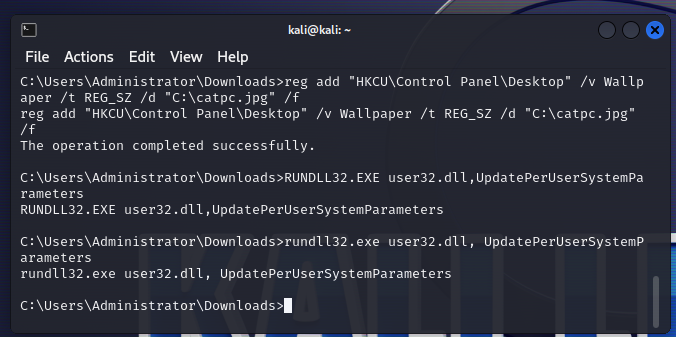 kali@kali: ~
File Actions Edit View Help
C:\Users\Administrator\Downloads>reg add "HKCU\Control Panel\Desktop" /v Wallp
aper /t REG_SZ /d "C:\catpc.jpg" /f
reg add "HKCU\Control Panel\Desktop" /v Wallpaper /t REG_SZ /d "C:\catpc.jpg"
/f
The operation completed successfully.
C:\Users\Administrator\Downloads>RUNDLL32.EXE user32.dll,UpdatePerUserSystemPa
rameters
RUNDLL32.EXE user32.dll,UpdatePerUserSystemParameters
C:\Users\Administrator\Downloads>rundll32.exe user32.dll, UpdatePerUserSystemP
arameters
rundll32.exe user32.dll, UpdatePerUserSystemParameters
C:\Users\Administrator\Downloads>